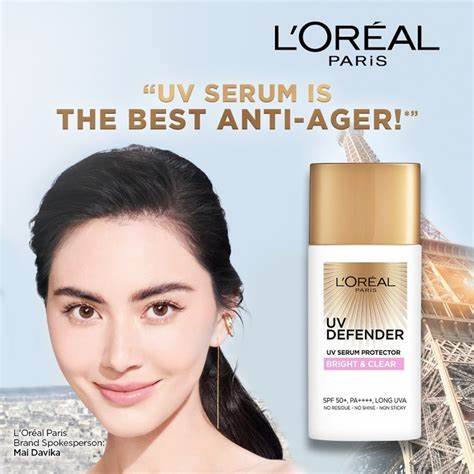 L'ORÉAL
PARiS
“UV SERUM IS
THE BEST ANTI-AGER!*”
L'ORÉAL
PARIS
UV
DEFENDER
UV SERUM PROTECTOR
BRIGHT & CLEAR
SPF 50+, PA++++, LONG UVA
NO RESIDUE - NO SHINE - NON STICKY
L'Oréal Paris
Brand Spokesperson:
Mai Davika